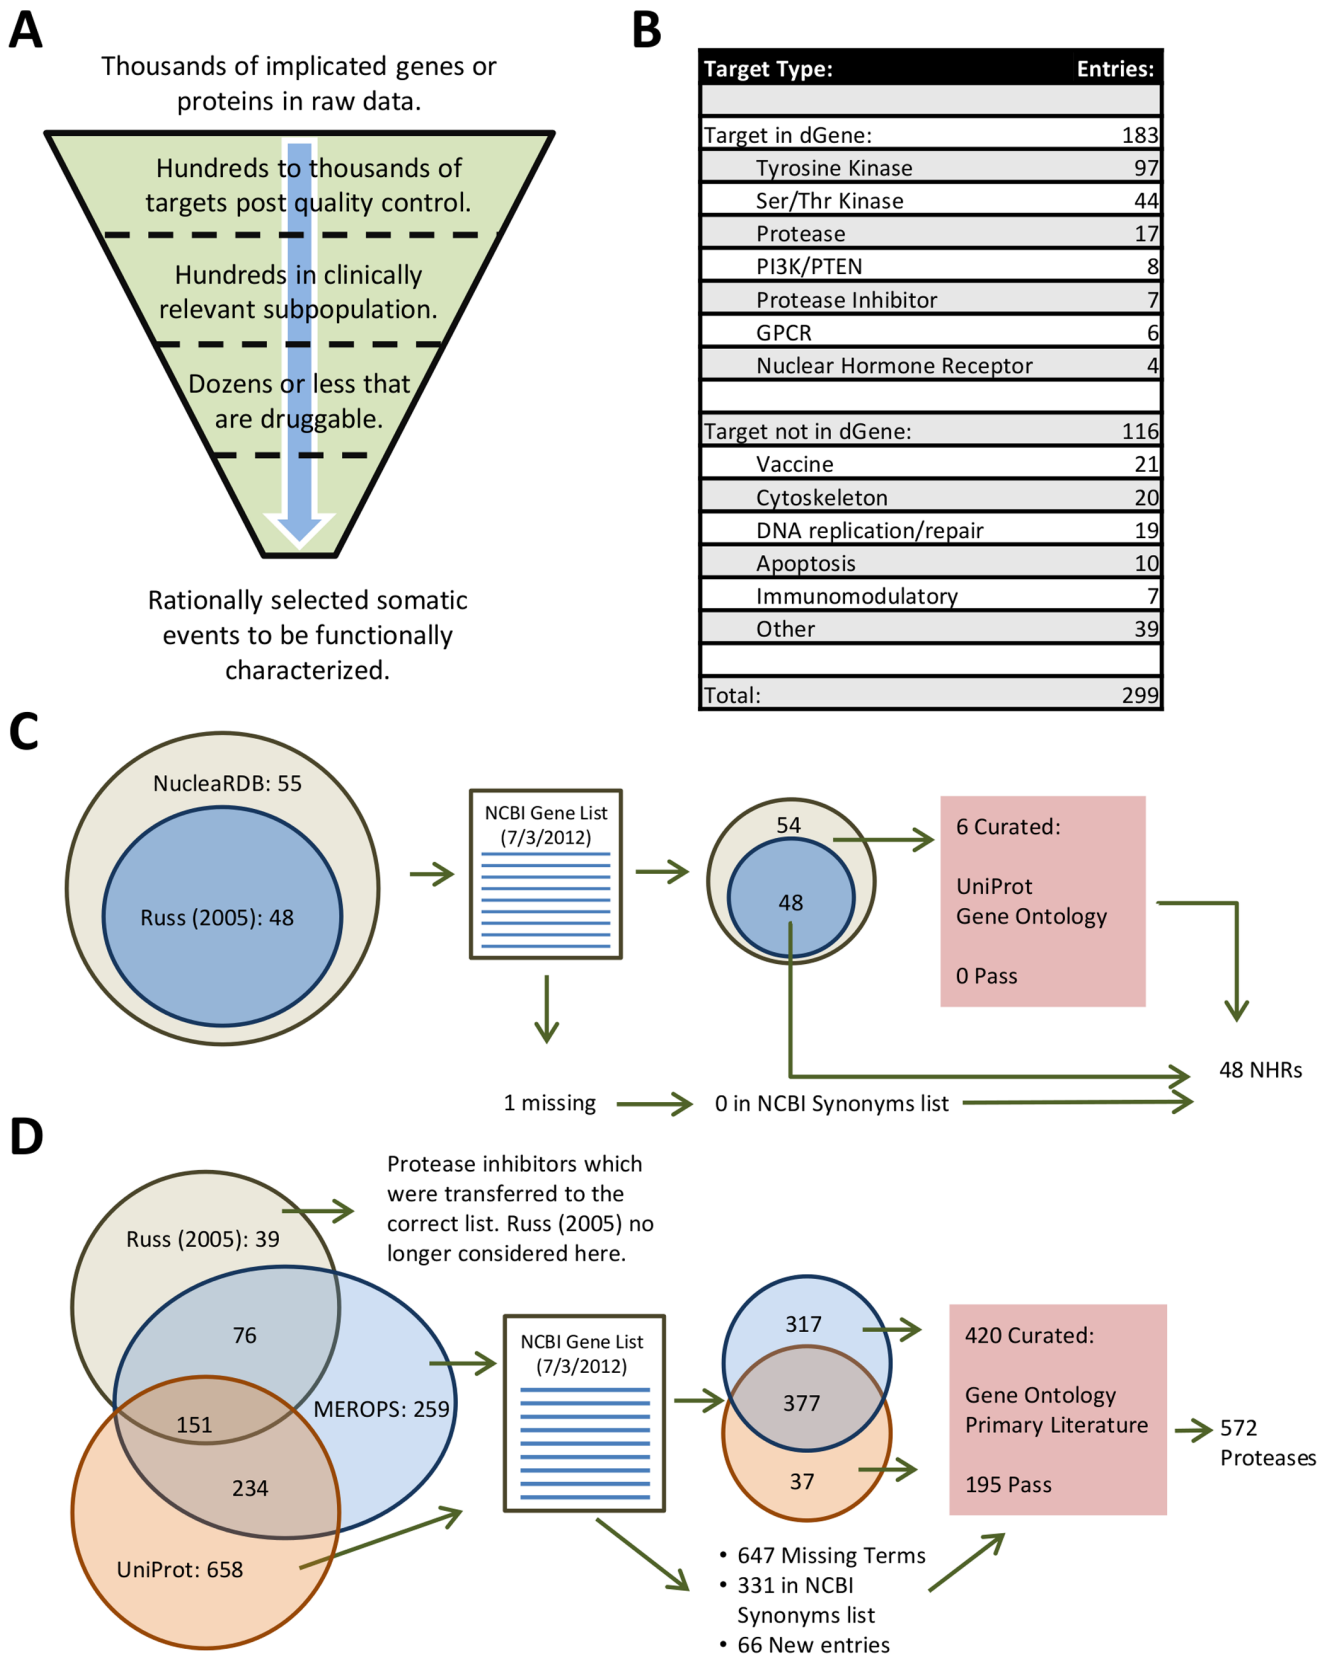 A
Thousands of implicated genes or
proteins in raw data.
Hundreds to thousands of
targets post quality control.
Hundreds in clinically
relevant subpopulation.
Dozens or less that
are druggable.
Rationally selected somatic
events to be functionally
characterized.
B
Target Type: Entries:
Target in dGene: 183
Tyrosine Kinase 97
Ser/Thr Kinase 44
Protease 17
PI3K/PTEN 8
Protease Inhibitor 7
GPCR 6
Nuclear Hormone Receptor 4
Target not in dGene: 116
Vaccine 21
Cytoskeleton 20
DNA replication/repair 19
Apoptosis 10
Immunomodulatory 7
Other 39
Total: 299
C
NucleaRDB: 55
Russ (2005): 48
NCBI Gene List
(7/3/2012)
54
48
6 Curated:
UniProt
Gene Ontology
0 Pass
48 NHRs
1 missing
0 in NCBI Synonyms list
D
Russ (2005): 39
Protease inhibitors which
were transferred to the
correct list. Russ (2005) no
longer considered here.
76
MEROPS: 259
151
234
UniProt: 658
NCBI Gene List
(7/3/2012)
317
377
37
420 Curated:
Gene Ontology
Primary Literature
195 Pass
572
Proteases
• 647 Missing Terms
• 331 in NCBI
Synonyms list
• 66 New entries